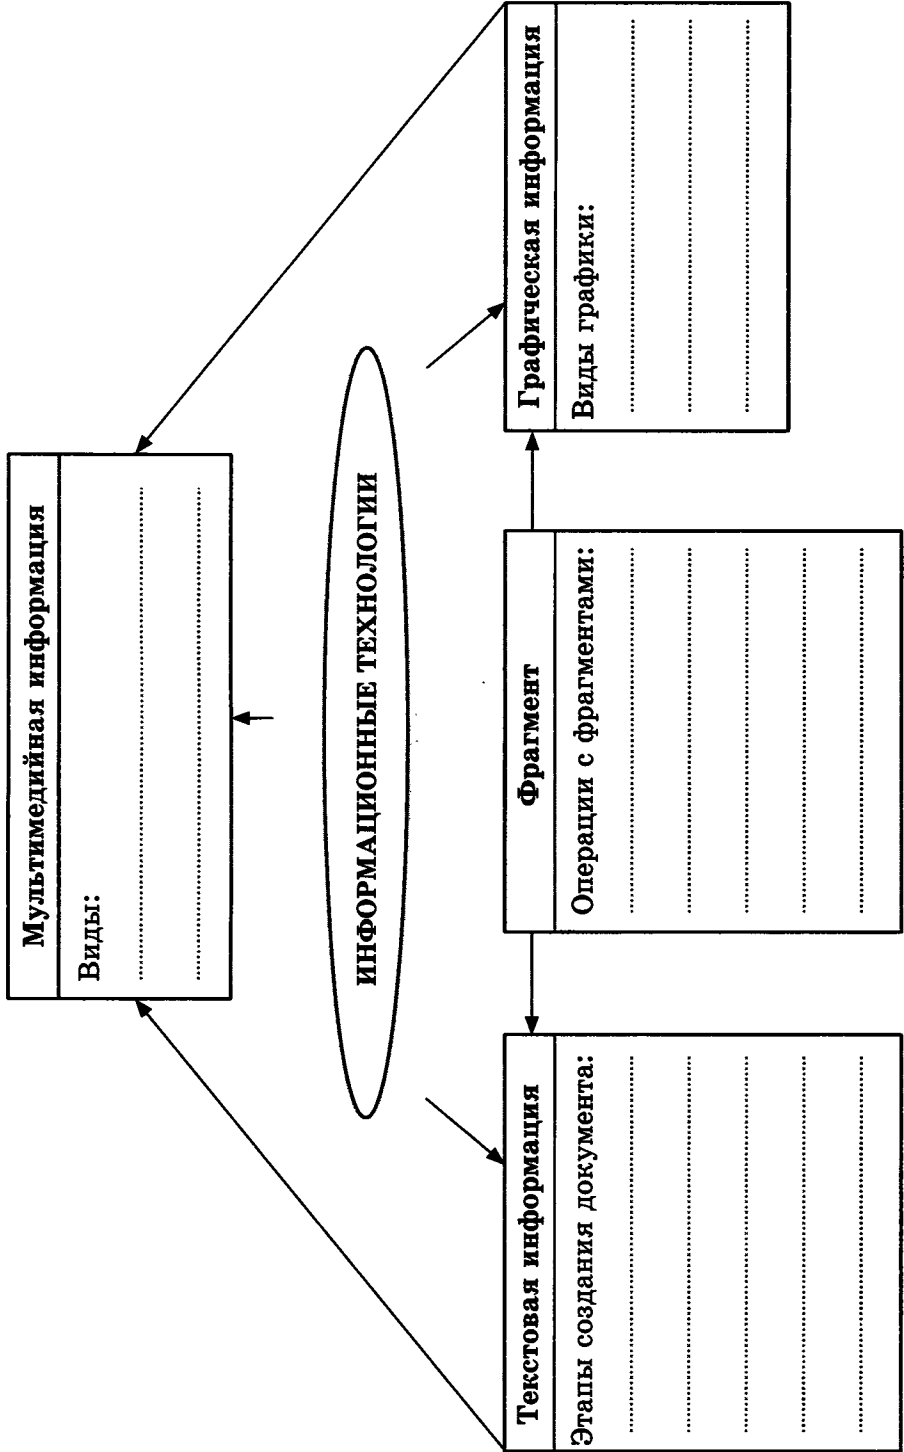 Мультимедийная информация
Виды:
ИНФОРМАЦИОННЫЕ ТЕХНОЛОГИИ
Текстовая информация
Этапы создания документа:
Фрагмент
Операции с фрагментами:
Графическая информация
Виды графики: